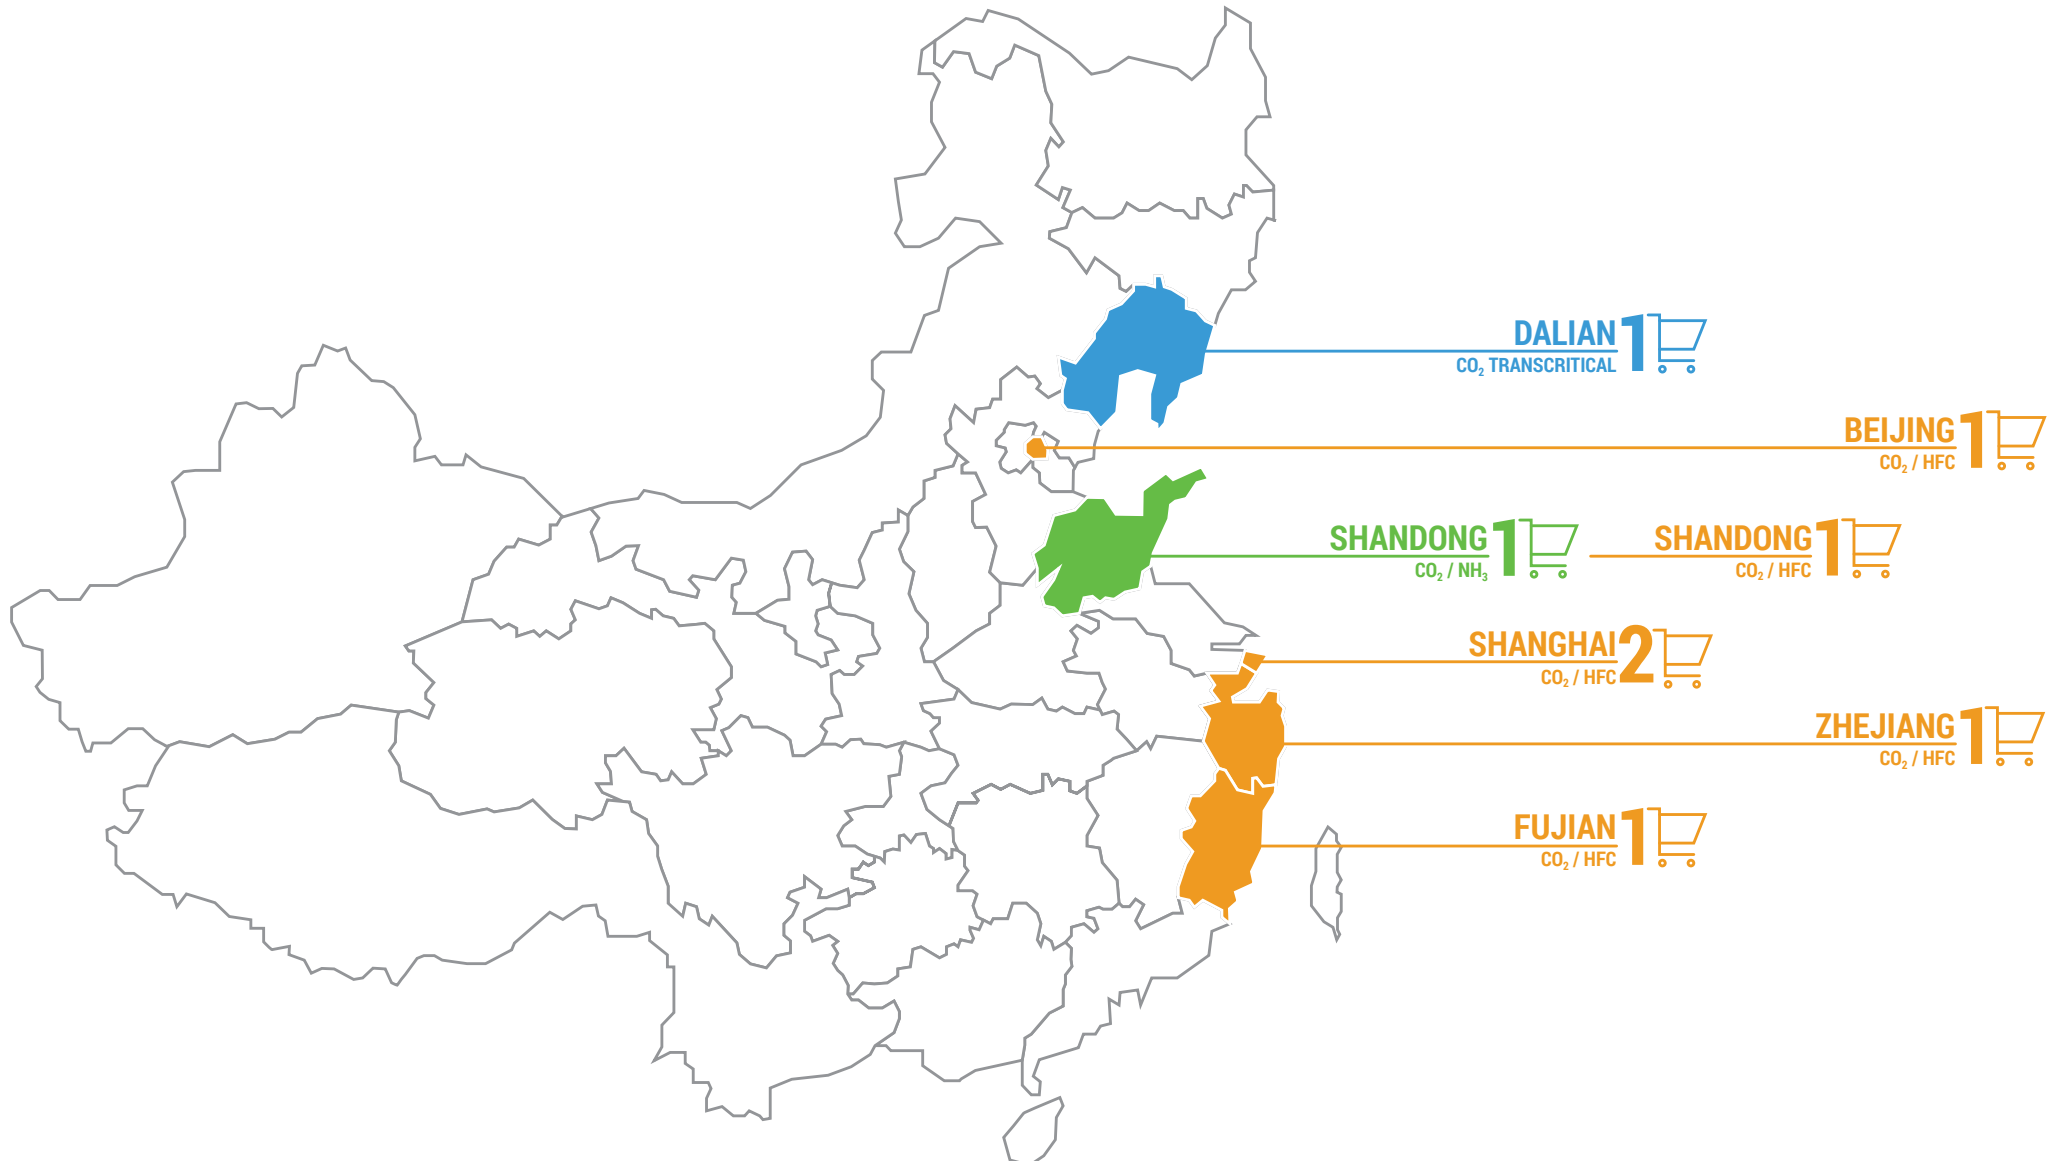 DALIAN 1
CO₂ TRANSCRITICAL
BEIJING 1
CO₂ / HFC
SHANDONG 1
CO₂ / NH₃
SHANDONG 1
CO₂ / HFC
SHANGHAI 2
CO₂ / HFC
ZHEJIANG 1
CO₂ / HFC
FUJIAN 1
CO₂ / HFC